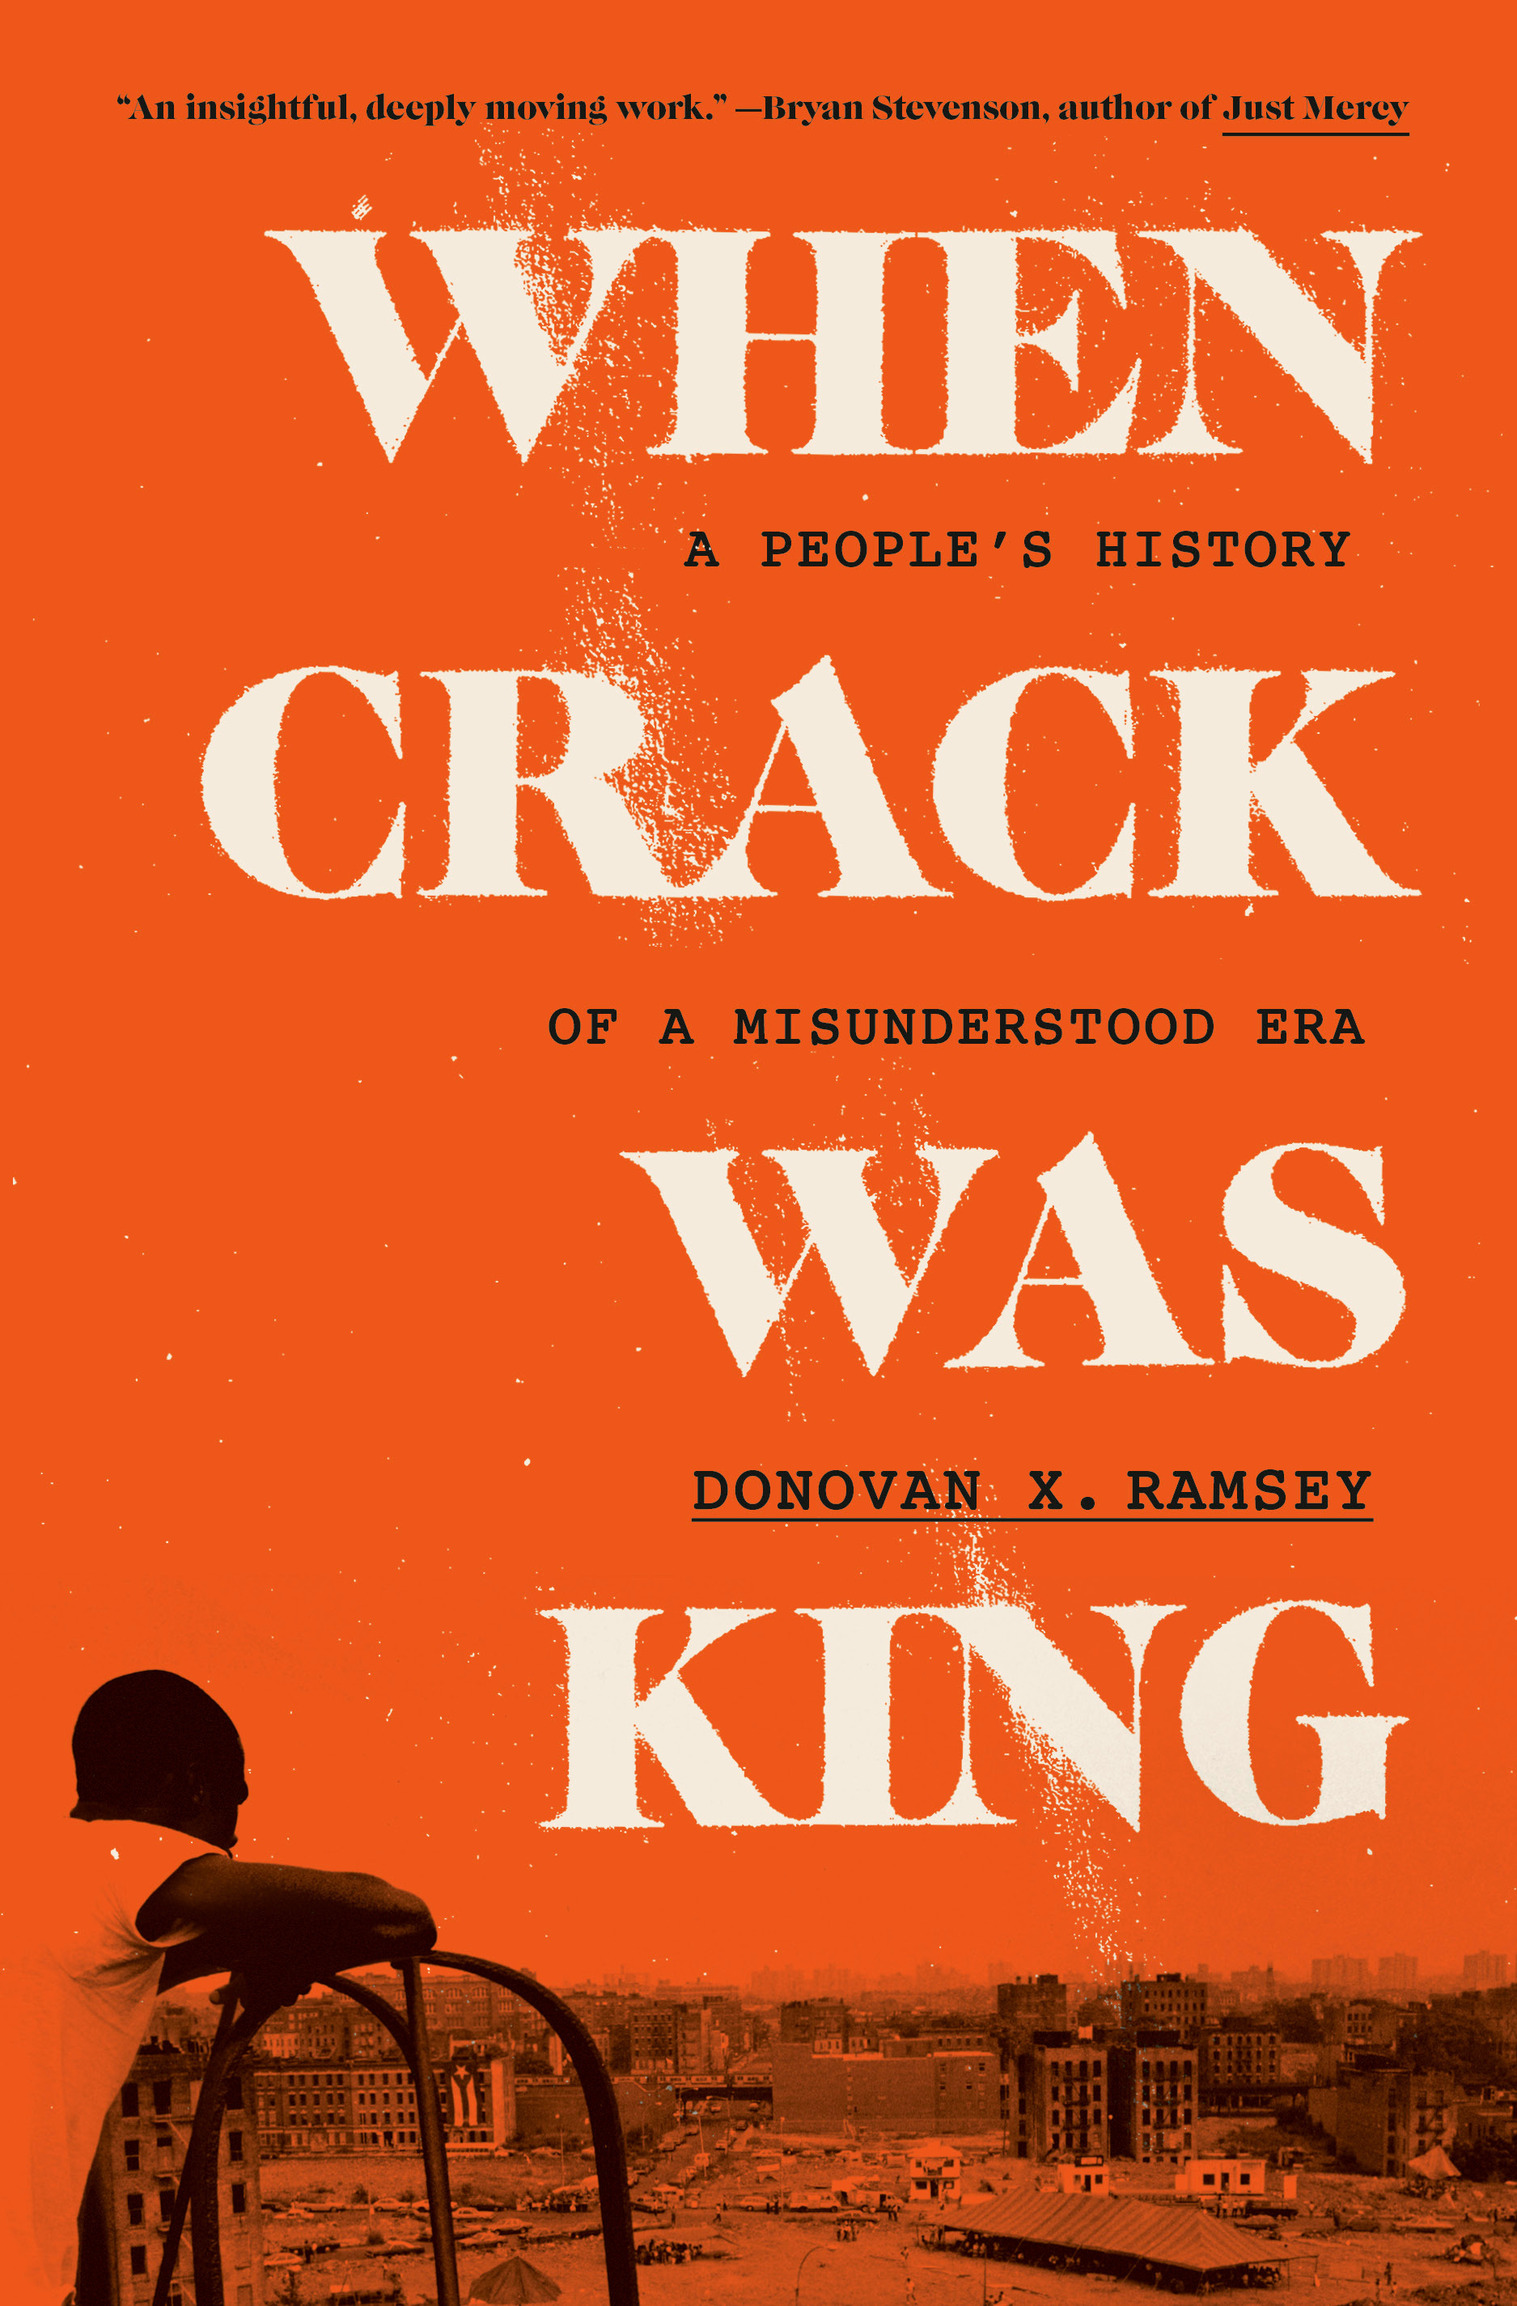 “An insightful, deeply moving work.” —Bryan Stevenson, author of Just Mercy
WHEN
A PEOPLE’S HISTORY
CRACK
OF A MISUNDERSTOOD ERA
WAS
DONOVAN X. RAMSEY
KING